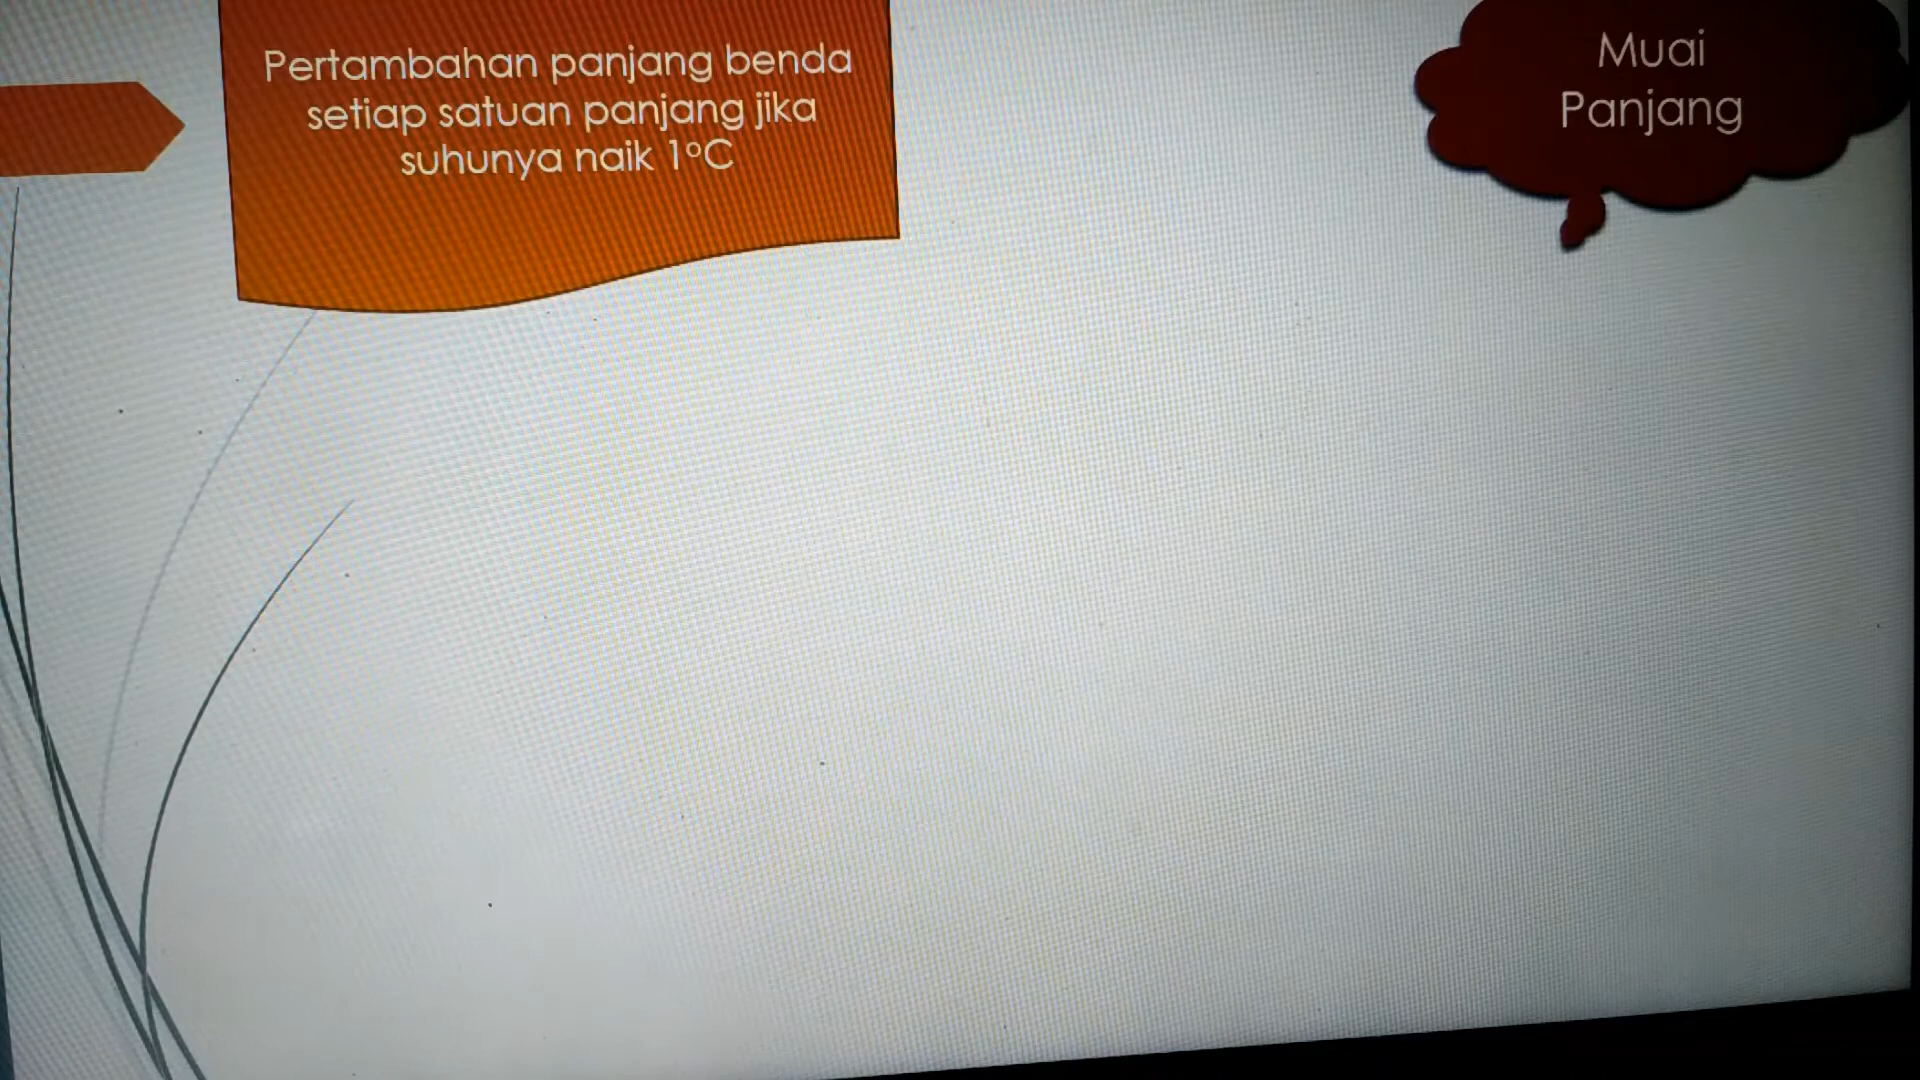 Pertambahan panjang benda
setiap satuan panjang jika
suhunya naik 1°C
Muai
Panjang